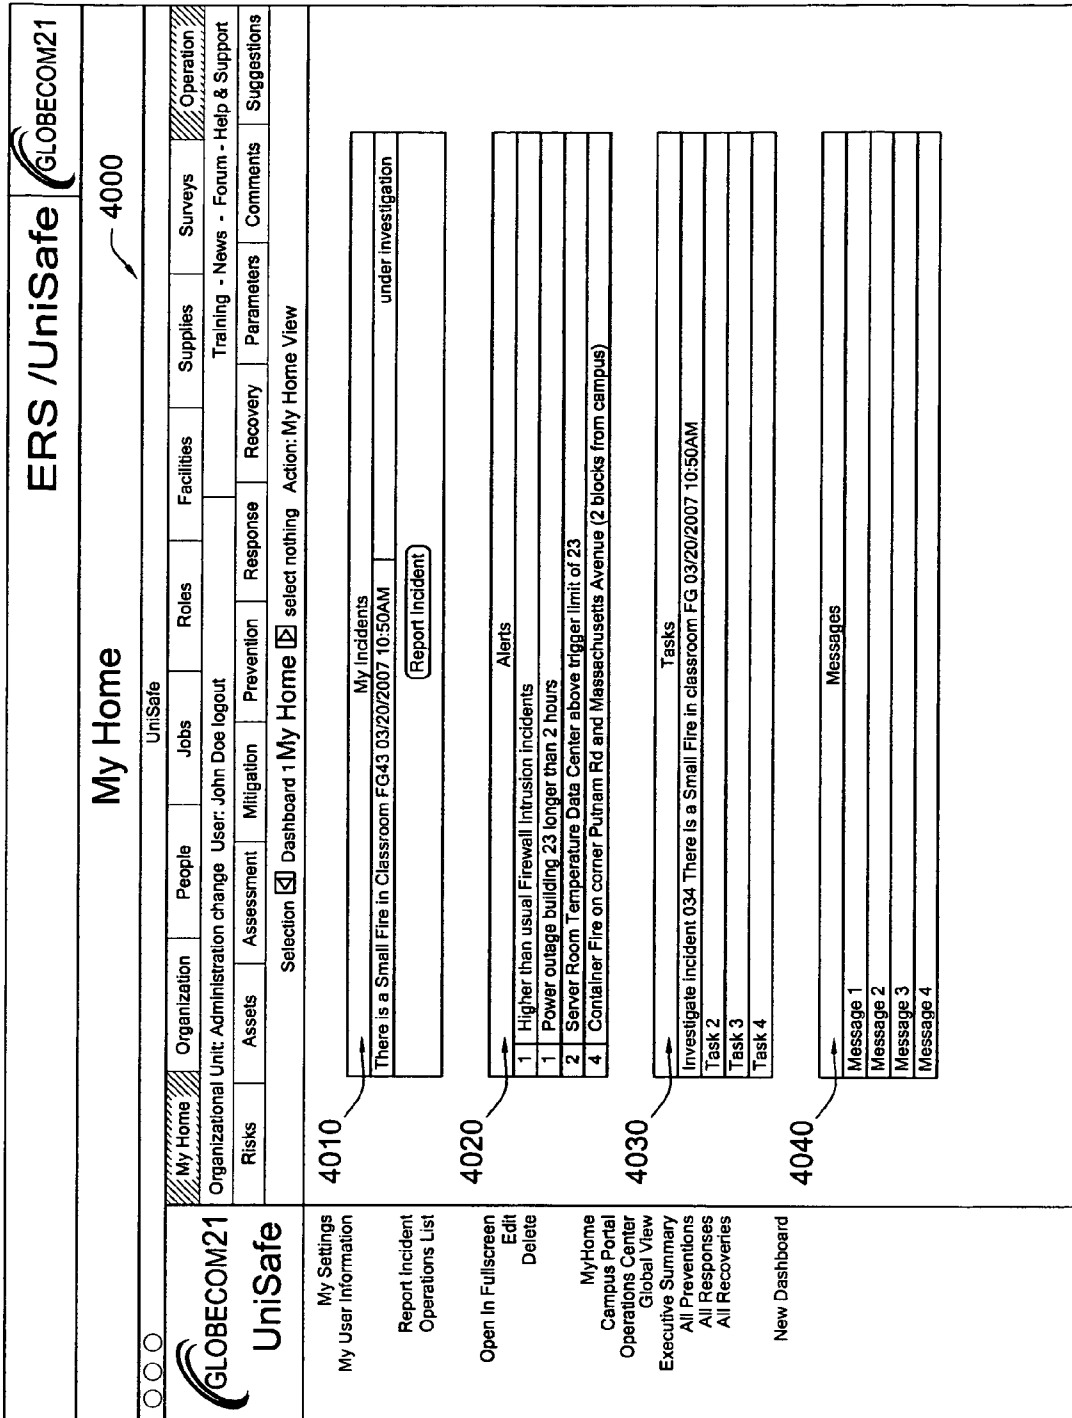 ERS /UniSafe
GLOBECOM21
My Home
4000
UniSafe
GLOBECOM21
UniSafe
My Home Organization People Jobs Roles Facilities Supplies Surveys Operation
Organizational Unit: Administration change User: John Doe logout
Training - News - Forum - Help & Support
Risks Assets Assessment Mitigation Prevention Response Recovery Parameters Comments Suggestions
Selection Dashboard 1 My Home select nothing Action: My Home View
My Settings
My User Information
Report Incident
Operations List
Open In Fullscreen
Edit
Delete
MyHome
Campus Portal
Operations Center
Global View
Executive Summary
All Preventions
All Responses
All Recoveries
New Dashboard
4010
My Incidents
There is a Small Fire in Classroom FG43 03/20/2007 10:50AM under investigation
Report Incident
4020
Alerts
1 Higher than usual Firewall Intrusion incidents
1 Power outage building 23 longer than 2 hours
2 Server Room Temperature Data Center above trigger limit of 23
4 Container Fire on corner Putnam Rd and Massachusetts Avenue (2 blocks from campus)
4030
Tasks
Investigate incident 034 There is a Small Fire in classroom FG 03/20/2007 10:50AM
Task 2
Task 3
Task 4
4040
Messages
Message 1
Message 2
Message 3
Message 4